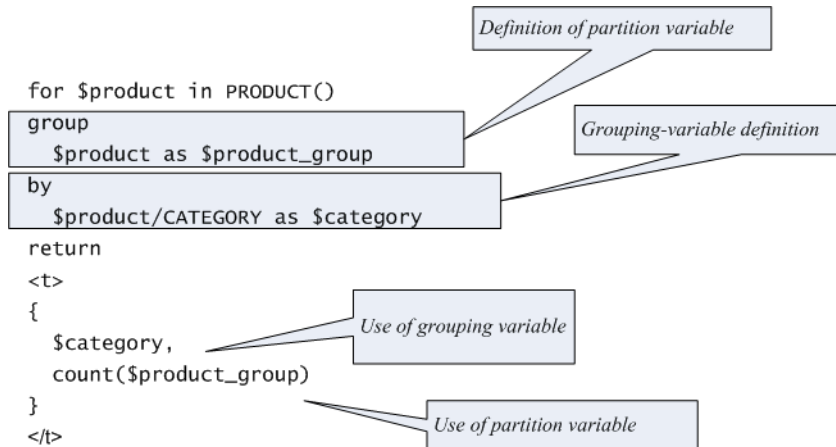 Definition of partition variable
for $product in PRODUCT()
group
$product as $product_group
Grouping-variable definition
by
$product/CATEGORY as $category
return
<t>
{
$category,
Use of grouping variable
count($product_group)
}
Use of partition variable
</t>